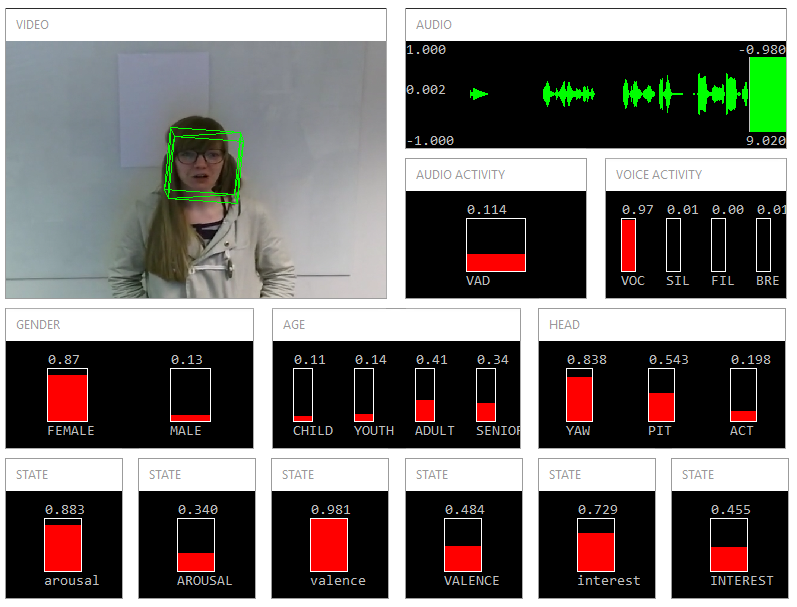 VIDEO
AUDIO
1.000 -0.980
0.002
-1.000 9.020
AUDIO ACTIVITY
VOICE ACTIVITY
0.114
VAD
0.97 0.01 0.00 0.01
VOC SIL FIL BRE
GENDER
AGE
HEAD
0.87 0.13
FEMALE MALE
0.11 0.14 0.41 0.34
CHILD YOUTH ADULT SENIOR
0.838 0.543 0.198
YAW PIT ACT
STATE
STATE
STATE
STATE
STATE
STATE
0.883
arousal
0.340
AROUSAL
0.981
valence
0.484
VALENCE
0.729
interest
0.455
INTEREST